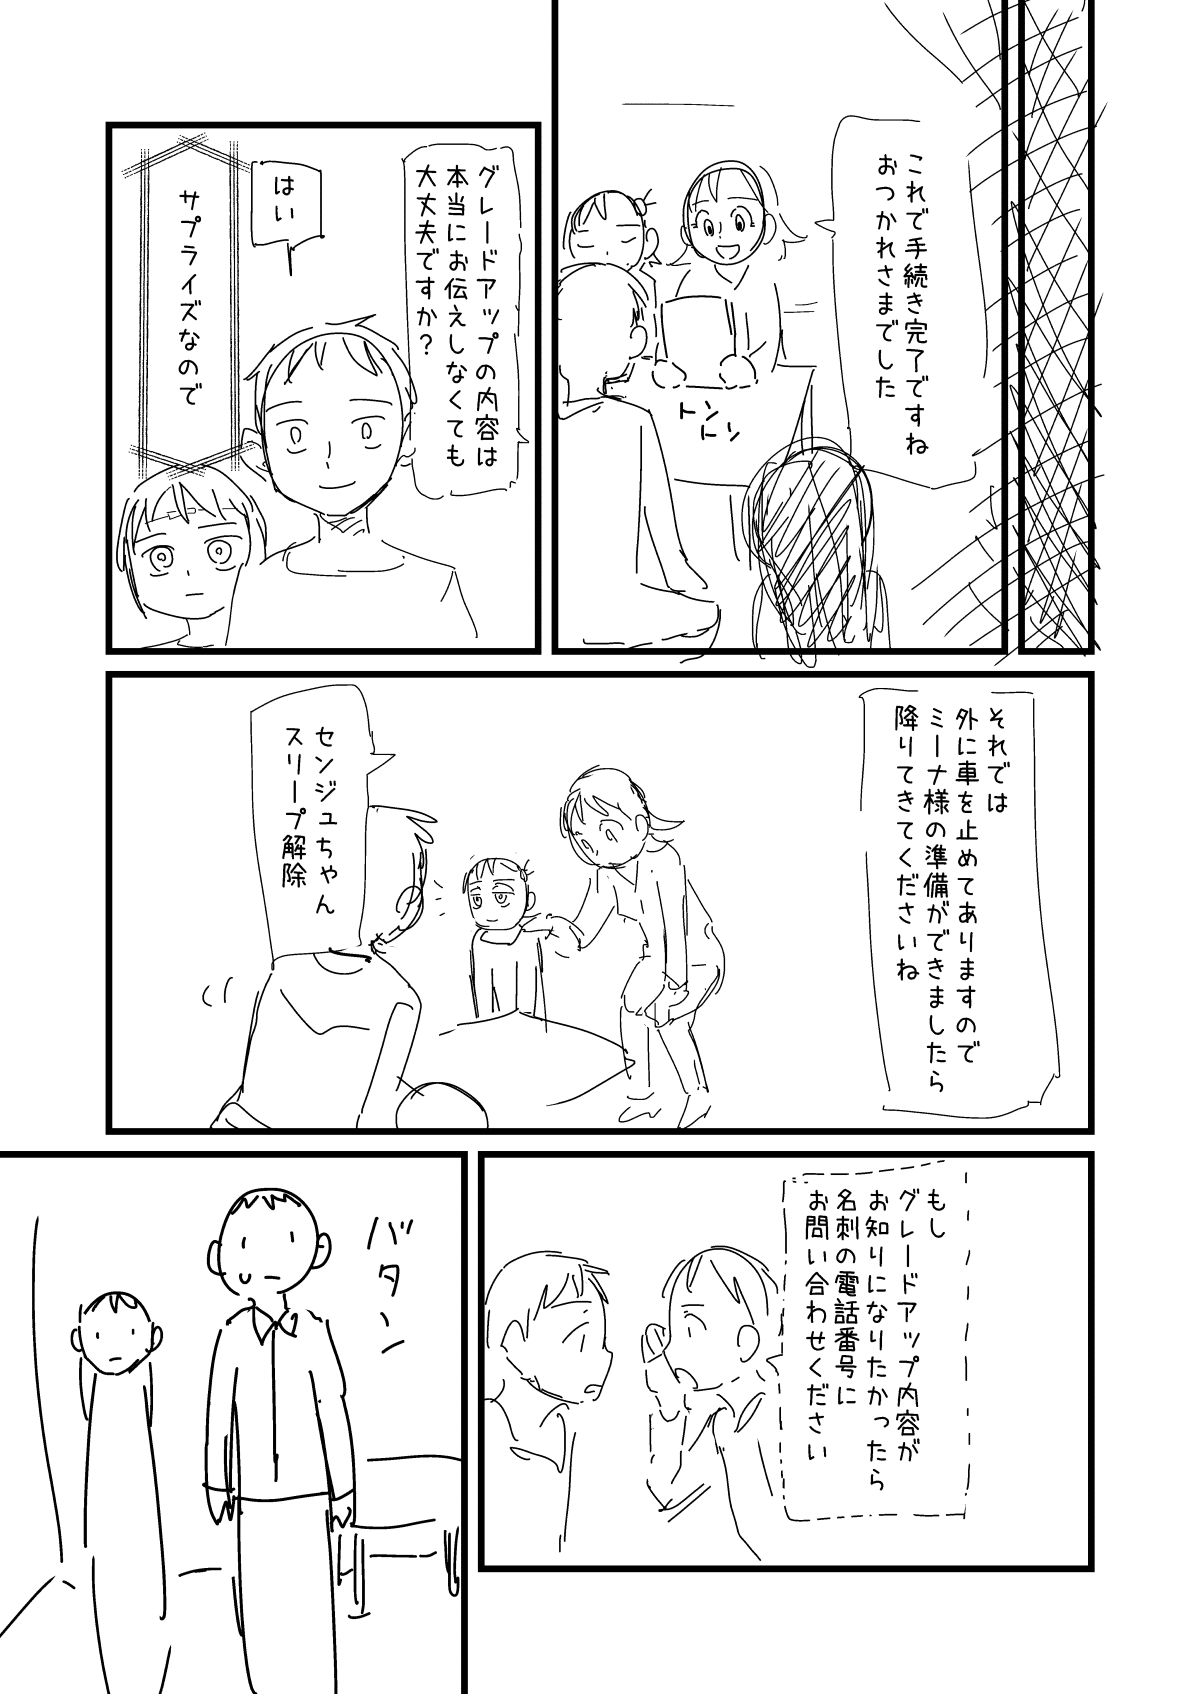 これで手続き完了ですね
おつかれさまでした
トン
トン
グレードアップの内容は
本当にお伝えしなくても
大丈夫ですか?
はい
サプライズなので
それでは
外に車を止めてありますので
ミーナ様の準備ができましたら
降りてきてくださいね
センジュちゃん
スリープ解除
もし
グレードアップ内容が
お知りになりたかったら
名刺の電話番号に
お問い合わせください
バタン